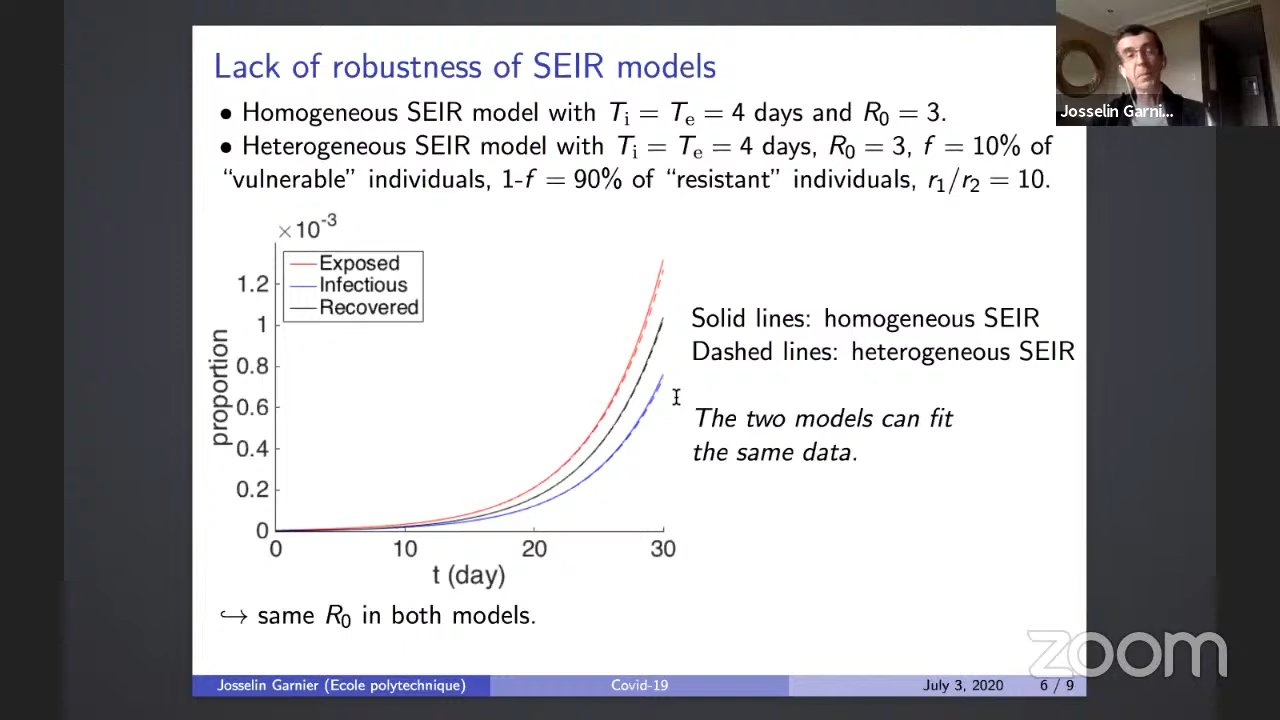 Lack of robustness of SEIR models
• Homogeneous SEIR model with Ti = Te = 4 days and R0 = 3.
• Heterogeneous SEIR model with Ti = Te = 4 days, R0 = 3, f = 10% of
“vulnerable” individuals, 1-f = 90% of “resistant” individuals, r1/r2 = 10.
Josselin Garni...
×10-3
Exposed
Infectious
Recovered
1.2
1
0.8
0.6
0.4
0.2
0
proportion
0 10 20 30
t (day)
Solid lines: homogeneous SEIR
Dashed lines: heterogeneous SEIR
The two models can fit
the same data.
↪ same R0 in both models.
zoom
Josselin Garnier (Ecole polytechnique) Covid-19 July 3, 2020 6 / 9